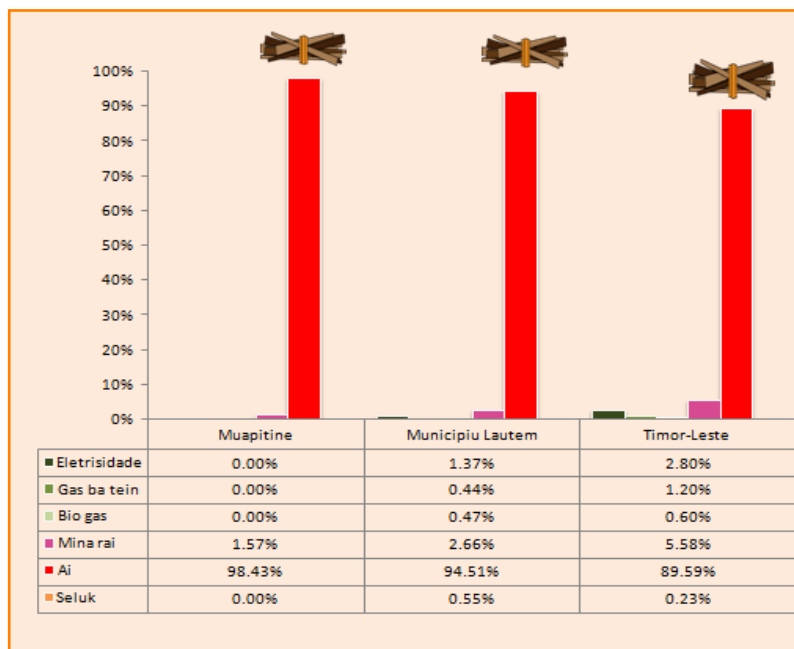 100%
90%
80%
70%
60%
50%
40%
30%
20%
10%
0%
Muapitine Municipiu Lautem Timor-Leste
Eletrisidade 0.00% 1.37% 2.80%
Gas ba tein 0.00% 0.44% 1.20%
Bio gas 0.00% 0.47% 0.60%
Mina rai 1.57% 2.66% 5.58%
Ai 98.43% 94.51% 89.59%
Seluk 0.00% 0.55% 0.23%